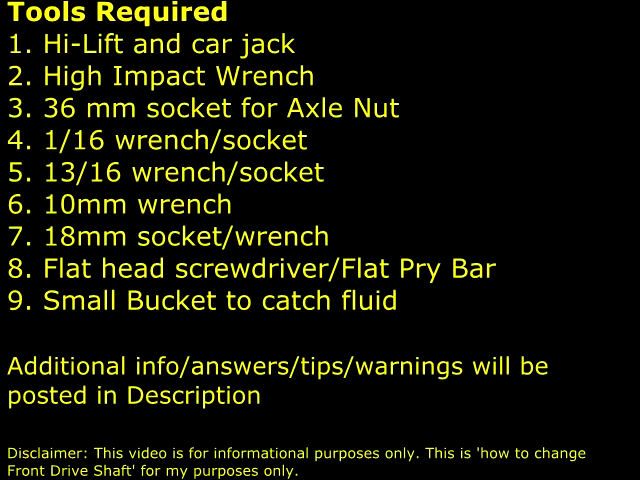 Tools Required
1. Hi-Lift and car jack
2. High Impact Wrench
3. 36 mm socket for Axle Nut
4. 1/16 wrench/socket
5. 13/16 wrench/socket
6. 10mm wrench
7. 18mm socket/wrench
8. Flat head screwdriver/Flat Pry Bar
9. Small Bucket to catch fluid
Additional info/answers/tips/warnings will be
posted in Description
Disclaimer: This video is for informational purposes only. This is 'how to change
Front Drive Shaft' for my purposes only.